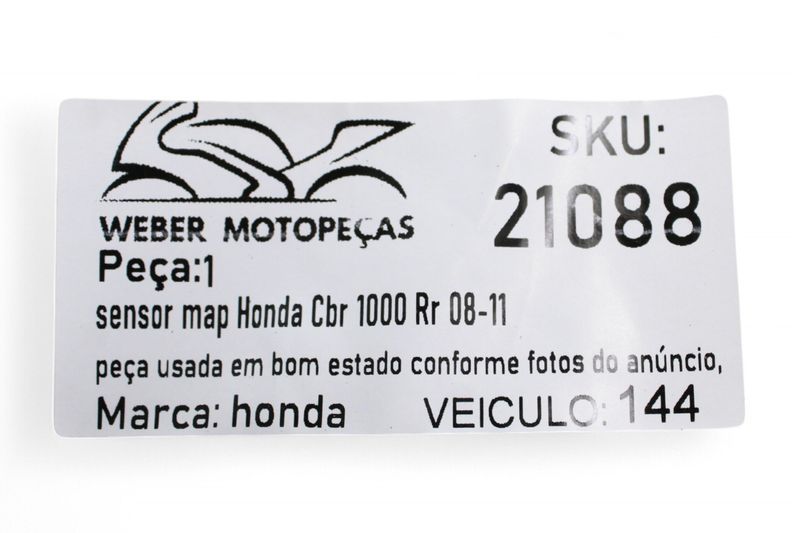 WEBER MOTOPEÇAS
SKU:
21088
Peça:1
sensor map Honda Cbr 1000 Rr 08-11
peça usada em bom estado conforme fotos do anúncio,
Marca: honda
VEICULO: 144